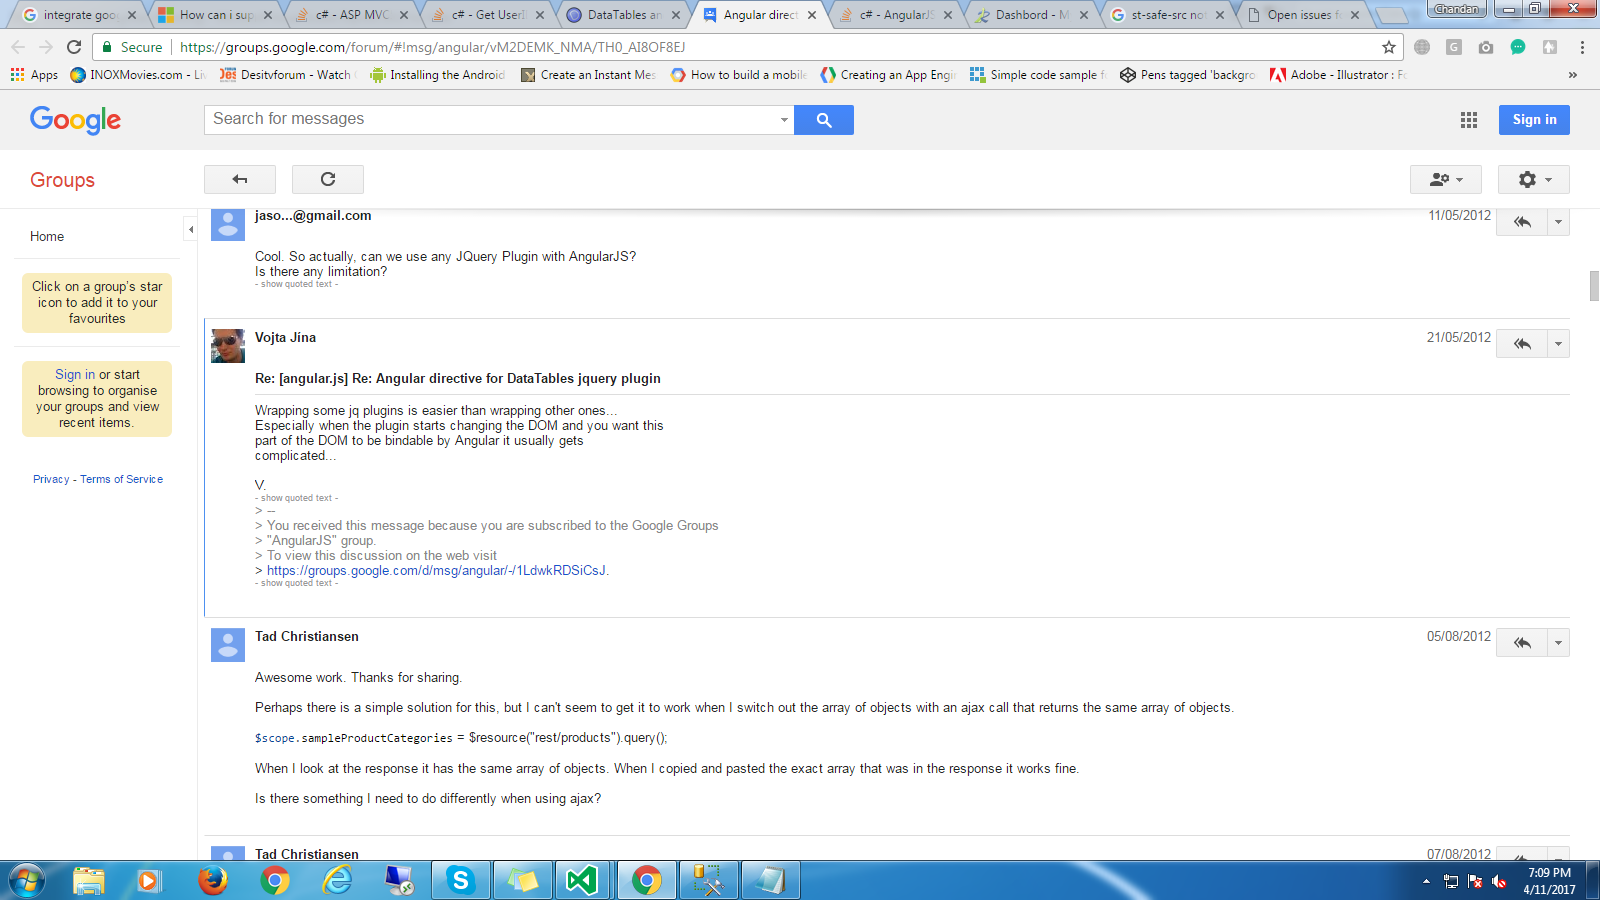 integrate goo
How can i sup
c# - ASP MVC
c# - Get UserI
DataTables an
Angular direct
c# - AngularJS
Dashbord - M
st-safe-src no
Open issues f
Chandan
Secure
https://groups.google.com/forum/#!msg/angular/vM2DEMK_NMA/TH0_AI8OF8EJ
Apps
INOXMovies.com - Li
Desitvforum - Watch
Installing the Android
Create an Instant Mes
How to build a mobile
Creating an App Engi
Simple code sample f
Pens tagged 'backgro
Adobe - Illustrator : F
»
Google
Search for messages
Sign in
Groups
Home
Click on a group's star
icon to add it to your
favourites
Sign in or start
browsing to organise
your groups and view
recent items.
Privacy - Terms of Service
jaso...@gmail.com
11/05/2012
Cool. So actually, can we use any JQuery Plugin with AngularJS?
Is there any limitation?
- show quoted text -
Vojta Jína
21/05/2012
Re: [angular.js] Re: Angular directive for DataTables jquery plugin
Wrapping some jq plugins is easier than wrapping other ones...
Especially when the plugin starts changing the DOM and you want this
part of the DOM to be bindable by Angular it usually gets
complicated...
V.
- show quoted text -
> --
> You received this message because you are subscribed to the Google Groups
> "AngularJS" group.
> To view this discussion on the web visit
> https://groups.google.com/d/msg/angular/-/1LdwkRDSiCsJ.
- show quoted text -
Tad Christiansen
05/08/2012
Awesome work. Thanks for sharing.
Perhaps there is a simple solution for this, but I can't seem to get it to work when I switch out the array of objects with an ajax call that returns the same array of objects.
$scope.sampleProductCategories = $resource("rest/products").query();
When I look at the response it has the same array of objects. When I copied and pasted the exact array that was in the response it works fine.
Is there something I need to do differently when using ajax?
Tad Christiansen
07/08/2012
7:09 PM
4/11/2017